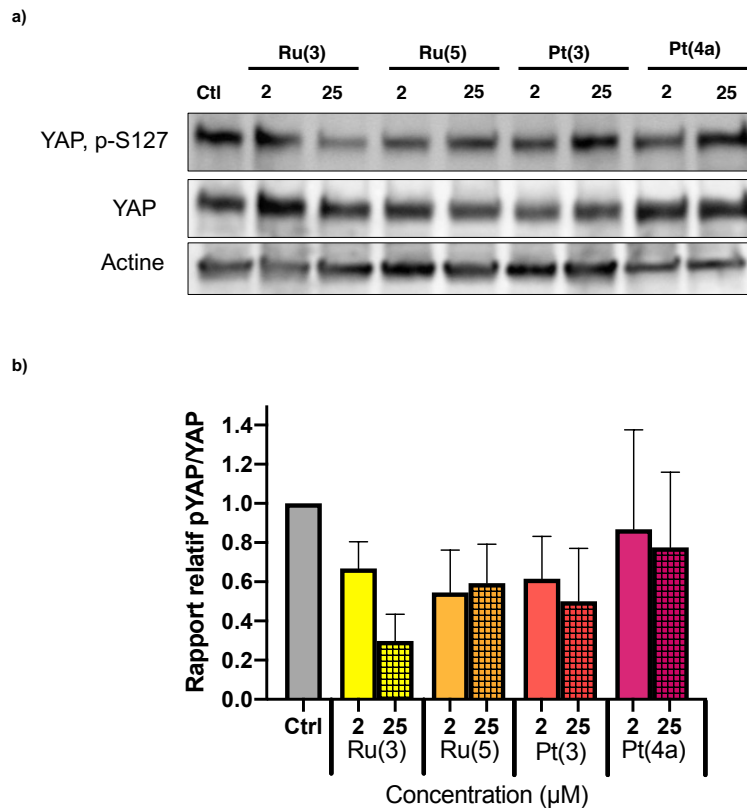 a)
Ru(3) Ru(5) Pt(3) Pt(4a)
Ctl 2 25 2 25 2 25 2 25
YAP, p-S127
YAP
Actine
b)
Rapport relatif pYAP/YAP
1.4
1.2
1.0
0.8
0.6
0.4
0.2
0.0
Ctrl 2 25 2 25 2 25 2 25
Ru(3) Ru(5) Pt(3) Pt(4a)
Concentration (µM)